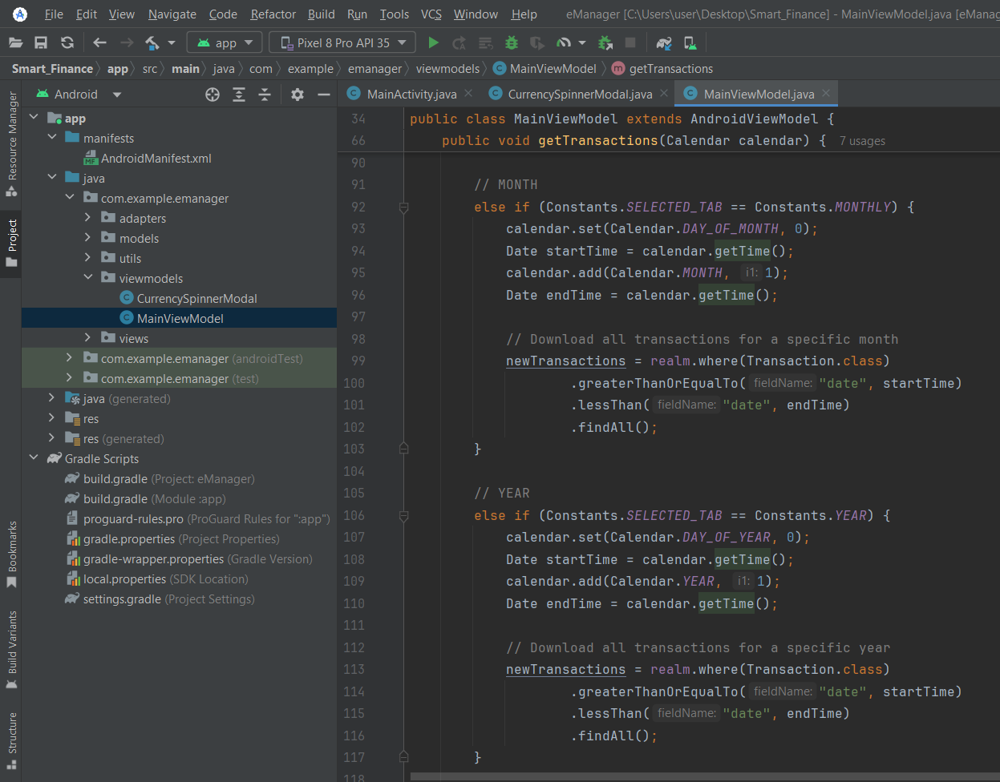 File Edit View Navigate Code Refactor Build Run Tools VCS Window Help eManager [C:\Users\user\Desktop\Smart_Finance] - MainViewModel.java [eManag
app Pixel 8 Pro API 35
Smart_Finance app src main java com example emanager viewmodels MainViewModel getTransactions
Resource Manager
Project
Bookmarks
Build Variants
Structure
Android
app
manifests
AndroidManifest.xml
java
com.example.emanager
adapters
models
utils
viewmodels
CurrencySpinnerModal
MainViewModel
views
com.example.emanager (androidTest)
com.example.emanager (test)
java (generated)
res
res (generated)
Gradle Scripts
build.gradle (Project: eManager)
build.gradle (Module :app)
proguard-rules.pro (ProGuard Rules for ":app")
gradle.properties (Project Properties)
gradle-wrapper.properties (Gradle Version)
local.properties (SDK Location)
settings.gradle (Project Settings)
MainActivity.java CurrencySpinnerModal.java MainViewModel.java
34 public class MainViewModel extends AndroidViewModel {
66 public void getTransactions(Calendar calendar) { 7 usages
90
91 // MONTH
92 else if (Constants.SELECTED_TAB == Constants.MONTHLY) {
93 calendar.set(Calendar.DAY_OF_MONTH, 0);
94 Date startTime = calendar.getTime();
95 calendar.add(Calendar.MONTH, i1: 1);
96 Date endTime = calendar.getTime();
97
98 // Download all transactions for a specific month
99 newTransactions = realm.where(Transaction.class)
100 .greaterThanOrEqualTo( fieldName: "date", startTime)
101 .lessThan( fieldName: "date", endTime)
102 .findAll();
103 }
104
105 // YEAR
106 else if (Constants.SELECTED_TAB == Constants.YEAR) {
107 calendar.set(Calendar.DAY_OF_YEAR, 0);
108 Date startTime = calendar.getTime();
109 calendar.add(Calendar.YEAR, i1: 1);
110 Date endTime = calendar.getTime();
111
112 // Download all transactions for a specific year
113 newTransactions = realm.where(Transaction.class)
114 .greaterThanOrEqualTo( fieldName: "date", startTime)
115 .lessThan( fieldName: "date", endTime)
116 .findAll();
117 }
118